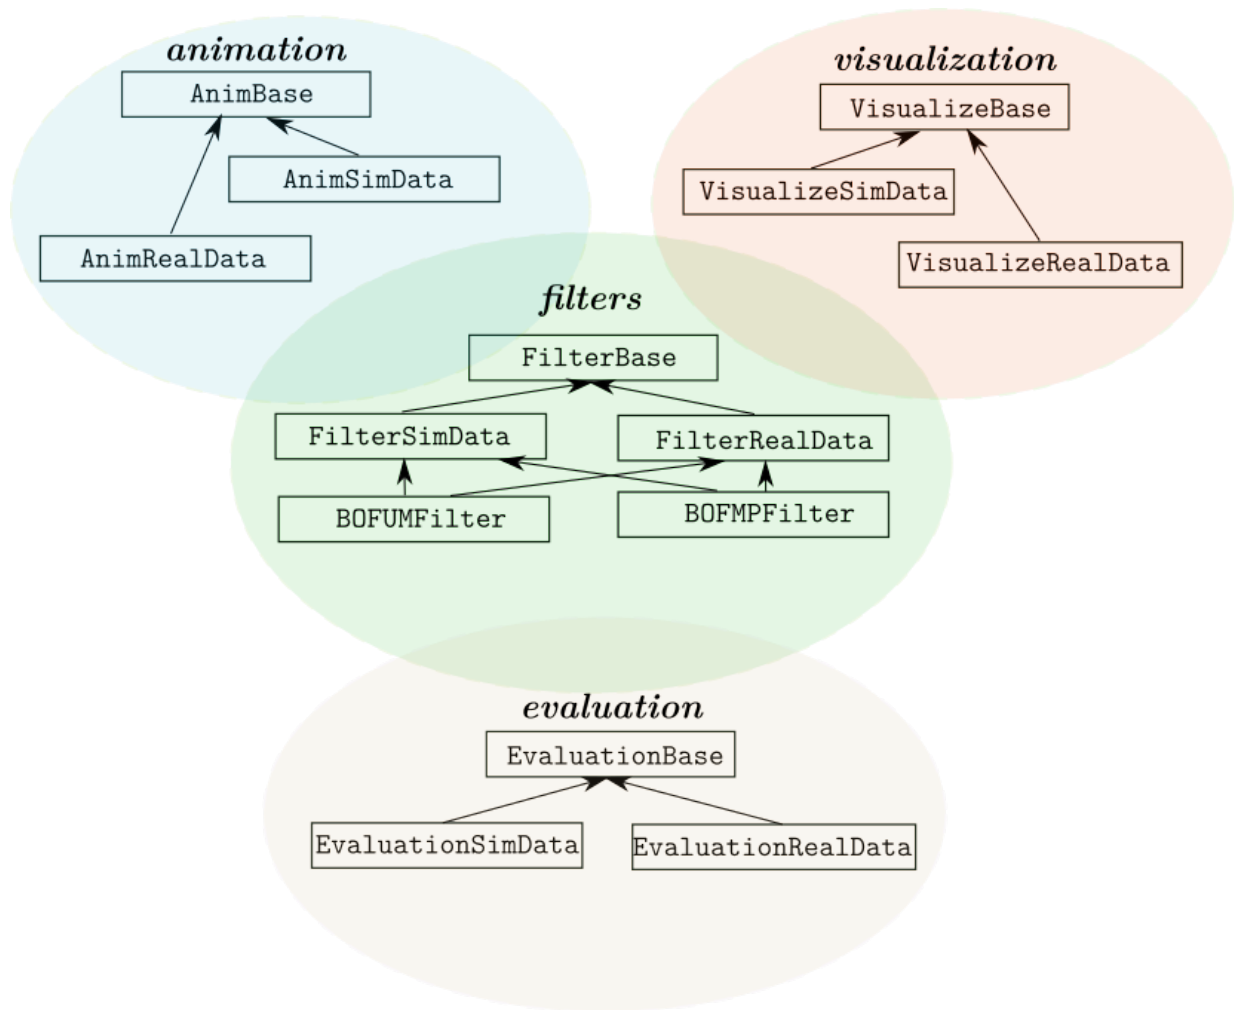 animation
AnimBase
AnimSimData
AnimRealData
visualization
VisualizeBase
VisualizeSimData
VisualizeRealData
filters
FilterBase
FilterSimData
FilterRealData
BOFUMFilter
BOFMPFilter
evaluation
EvaluationBase
EvaluationSimData
EvaluationRealData